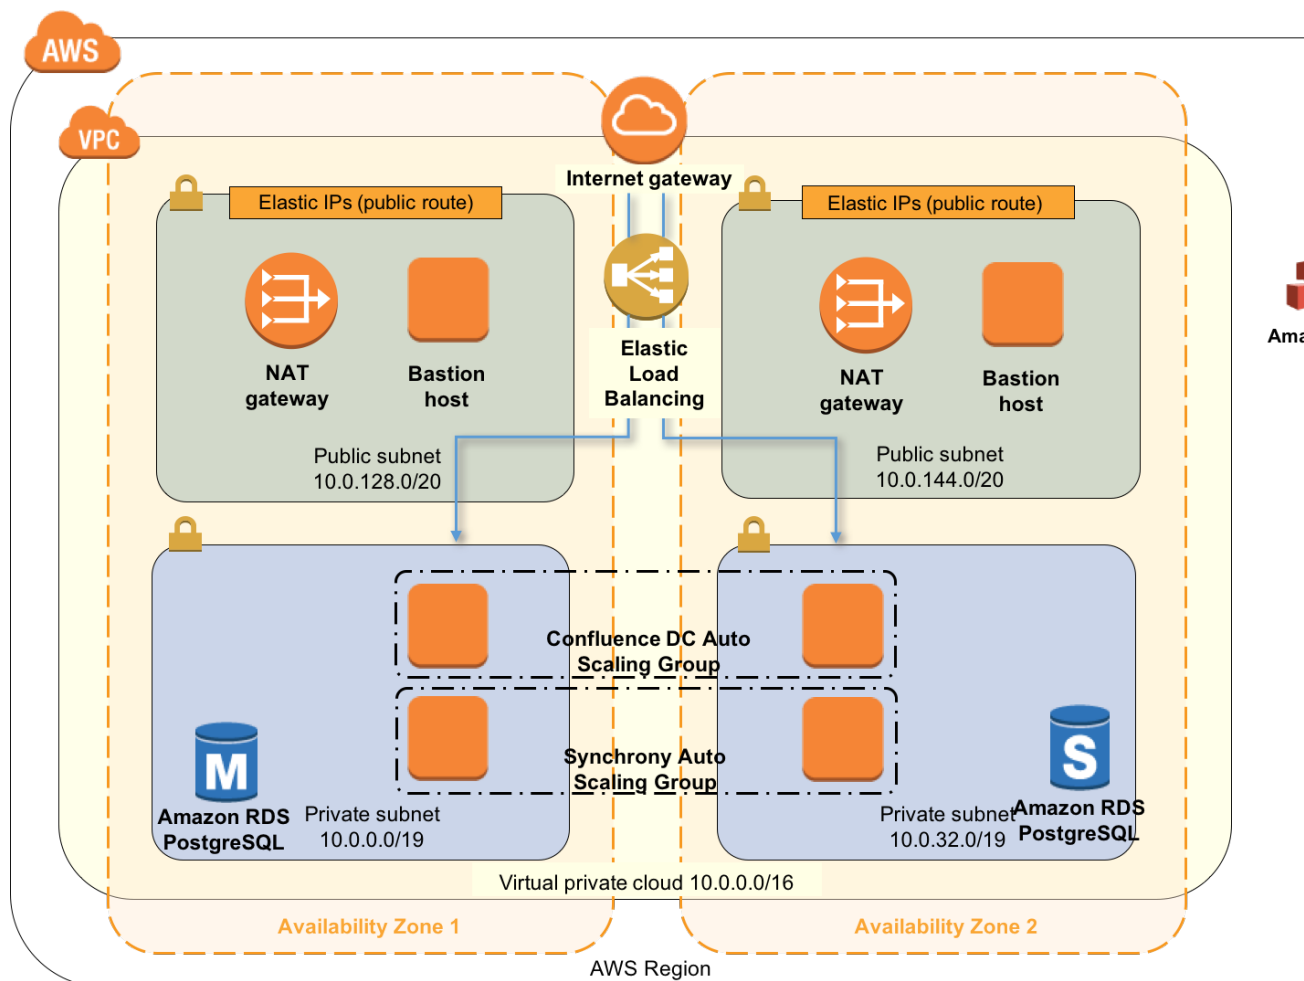 AWS
VPC
Internet gateway
Elastic IPs (public route)
Elastic IPs (public route)
NAT
gateway
Bastion
host
Elastic
Load
Balancing
NAT
gateway
Bastion
host
Public subnet
10.0.128.0/20
Public subnet
10.0.144.0/20
Confluence DC Auto
Scaling Group
Synchrony Auto
Scaling Group
M
Amazon RDS
PostgreSQL
Private subnet
10.0.0.0/19
S
Private subnet
10.0.32.0/19
Amazon RDS
PostgreSQL
Virtual private cloud 10.0.0.0/16
Availability Zone 1
Availability Zone 2
AWS Region